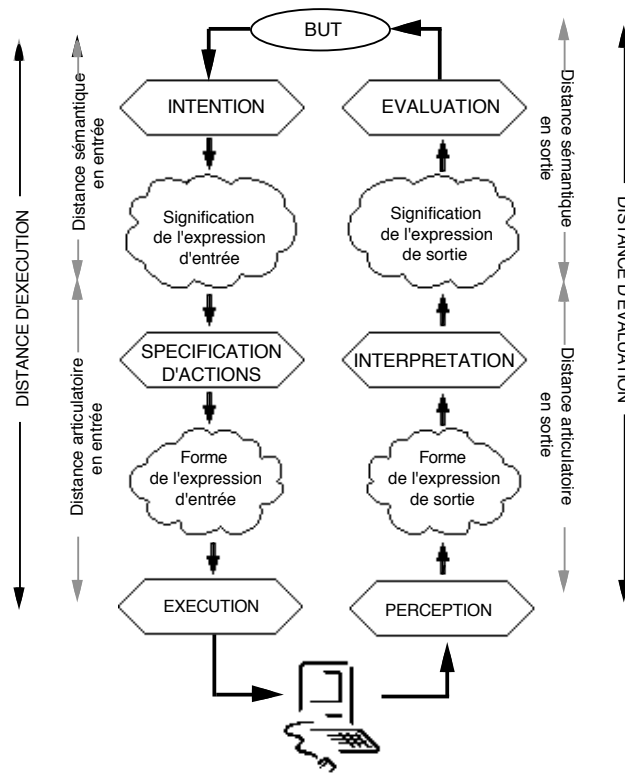 BUT
INTENTION
EVALUATION
Signification
de l'expression
d'entrée
Signification
de l'expression
de sortie
SPECIFICATION
D'ACTIONS
INTERPRETATION
Forme
de l'expression
d'entrée
Forme
de l'expression
de sortie
EXECUTION
PERCEPTION
DISTANCE D'EXECUTION
Distance sémantique
en entrée
Distance articulatoire
en entrée
Distance sémantique
en sortie
Distance articulatoire
en sortie
DISTANCE D'EVALUATION